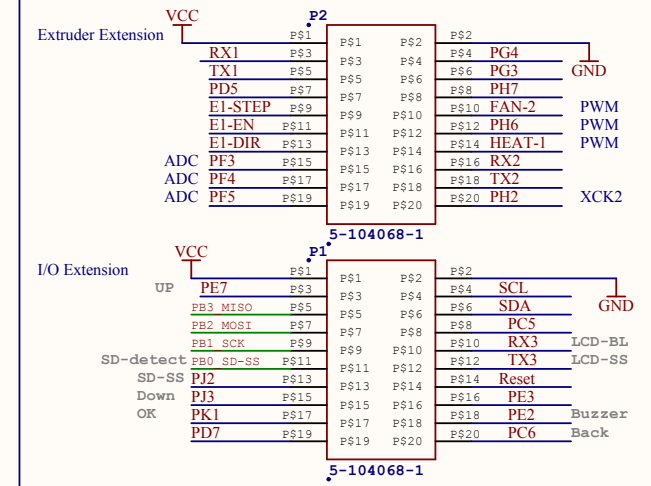 VCC P2
Extruder Extension P$1 P$1 P$2 P$2
RX1 P$3 P$3 P$4 P$4 PG4 GND
TX1 P$5 P$5 P$6 P$6 PG3
PD5 P$7 P$7 P$8 P$8 PH7
E1-STEP P$9 P$9 P$10 P$10 FAN-2 PWM
E1-EN P$11 P$11 P$12 P$12 PH6 PWM
E1-DIR P$13 P$13 P$14 P$14 HEAT-1 PWM
ADC PF3 P$15 P$15 P$16 P$16 RX2
ADC PF4 P$17 P$17 P$18 P$18 TX2
ADC PF5 P$19 P$19 P$20 P$20 PH2 XCK2
5-104068-1
VCC P1
I/O Extension P$1 P$1 P$2 P$2
UP PE7 P$3 P$3 P$4 P$4 SCL GND
PB3 MISO P$5 P$5 P$6 P$6 SDA
PB2 MOSI P$7 P$7 P$8 P$8 PC5
PB1 SCK P$9 P$9 P$10 P$10 RX3 LCD-BL
SD-detect PB0 SD-SS P$11 P$11 P$12 P$12 TX3 LCD-SS
SD-SS PJ2 P$13 P$13 P$14 P$14 Reset
Down PJ3 P$15 P$15 P$16 P$16 PE3
OK PK1 P$17 P$17 P$18 P$18 PE2 Buzzer
PD7 P$19 P$19 P$20 P$20 PC6 Back
5-104068-1